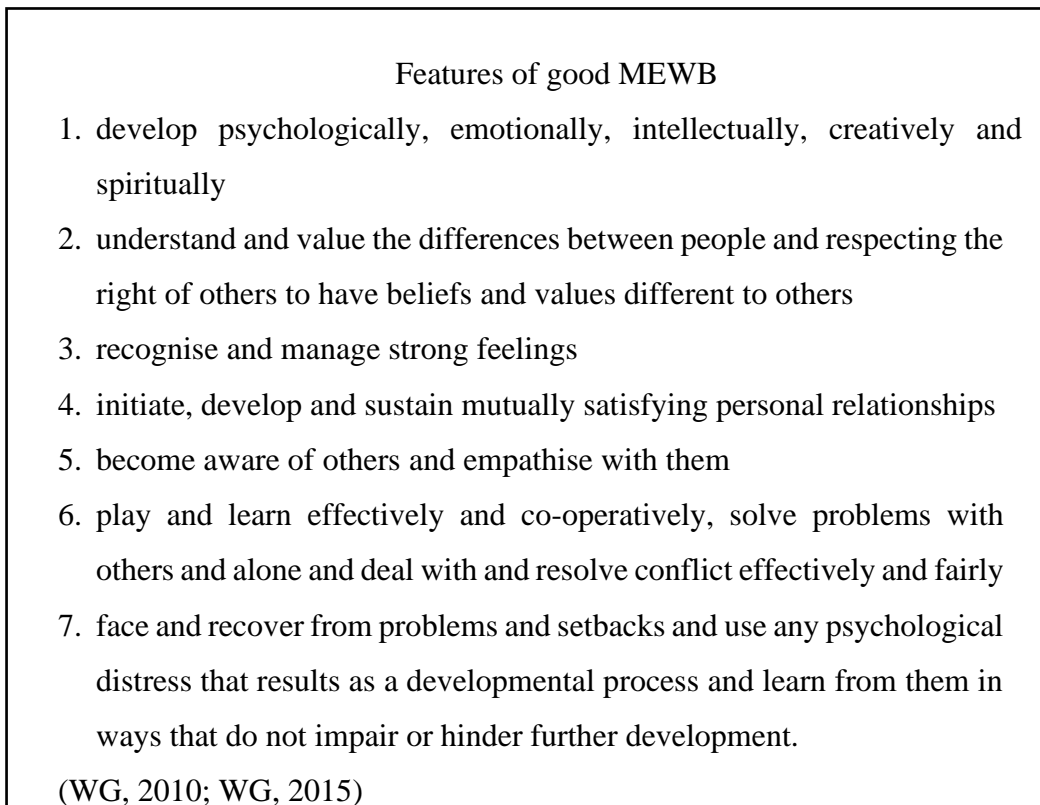 Features of good MEWB
1. develop psychologically, emotionally, intellectually, creatively and
spiritually
2. understand and value the differences between people and respecting the
right of others to have beliefs and values different to others
3. recognise and manage strong feelings
4. initiate, develop and sustain mutually satisfying personal relationships
5. become aware of others and empathise with them
6. play and learn effectively and co-operatively, solve problems with
others and alone and deal with and resolve conflict effectively and fairly
7. face and recover from problems and setbacks and use any psychological
distress that results as a developmental process and learn from them in
ways that do not impair or hinder further development.
(WG, 2010; WG, 2015)